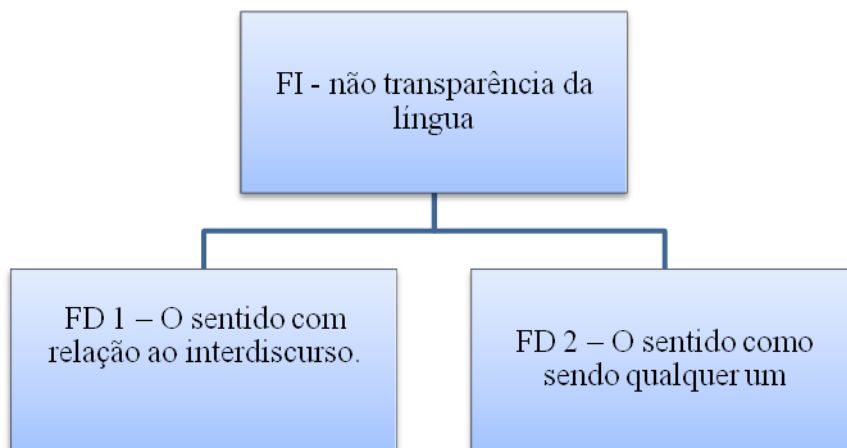 FI - não transparência da
língua
FD 1 – O sentido com
relação ao interdiscurso.
FD 2 – O sentido como
sendo qualquer um